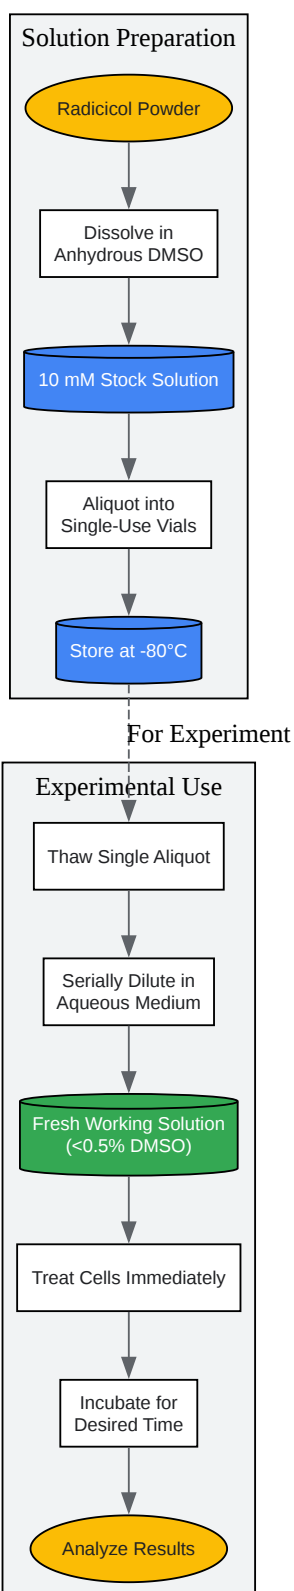 Solution Preparation
Radicicol Powder
Dissolve in
Anhydrous DMSO
10 mM Stock Solution
Aliquot into
Single-Use Vials
Store at -80°C
For Experiment
Experimental Use
Thaw Single Aliquot
Serially Dilute in
Aqueous Medium
Fresh Working Solution
(<0.5% DMSO)
Treat Cells Immediately
Incubate for
Desired Time
Analyze Results